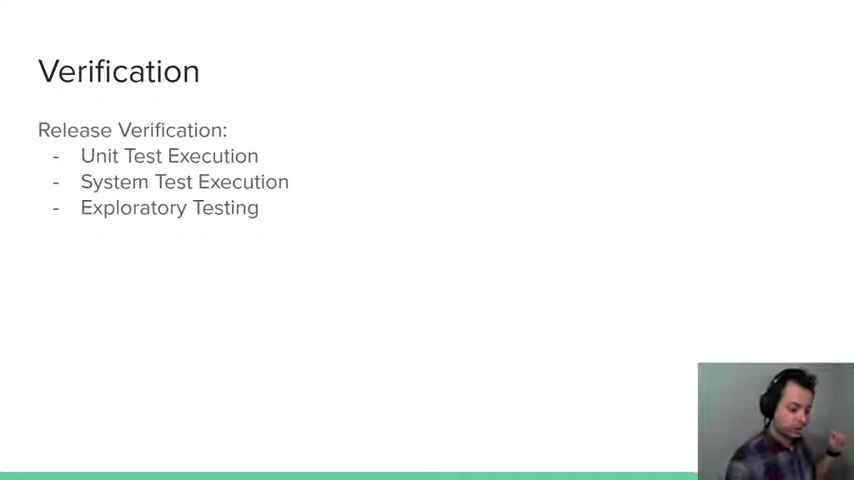 Verification
Release Verification:
- Unit Test Execution
- System Test Execution
- Exploratory Testing